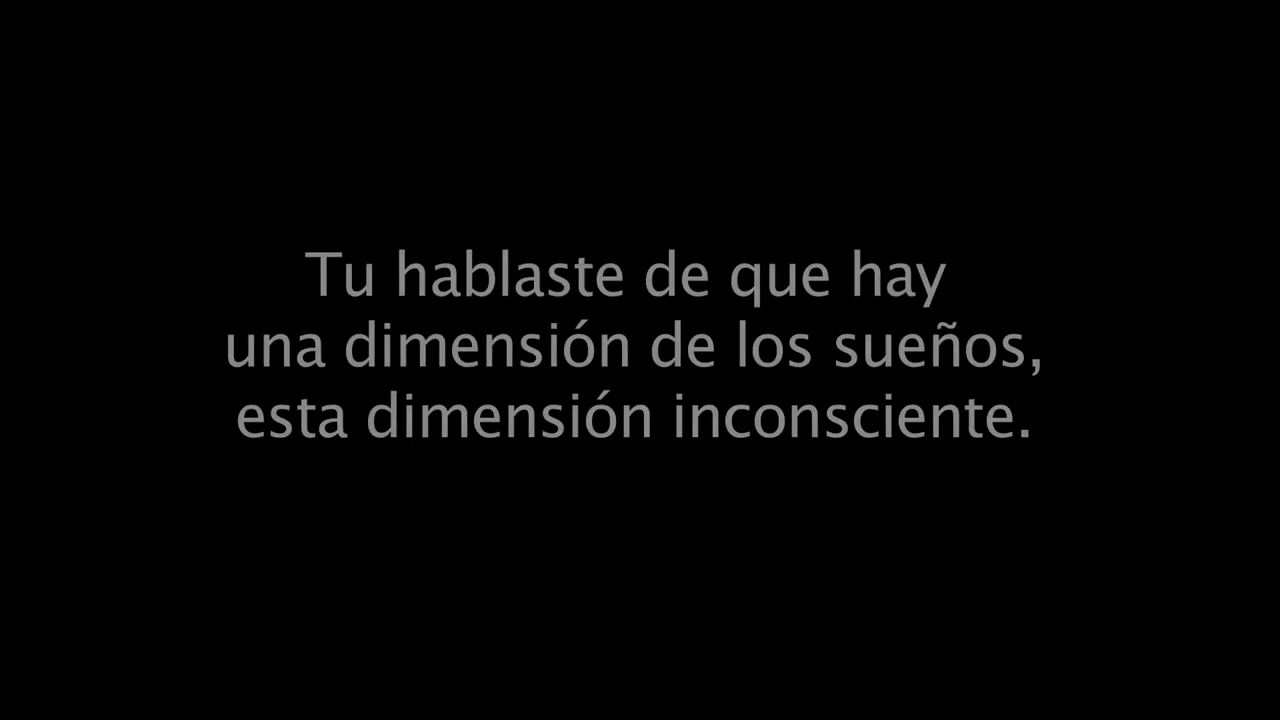 Tu hablaste de que hay
una dimensión de los sueños,
esta dimensión inconsciente.